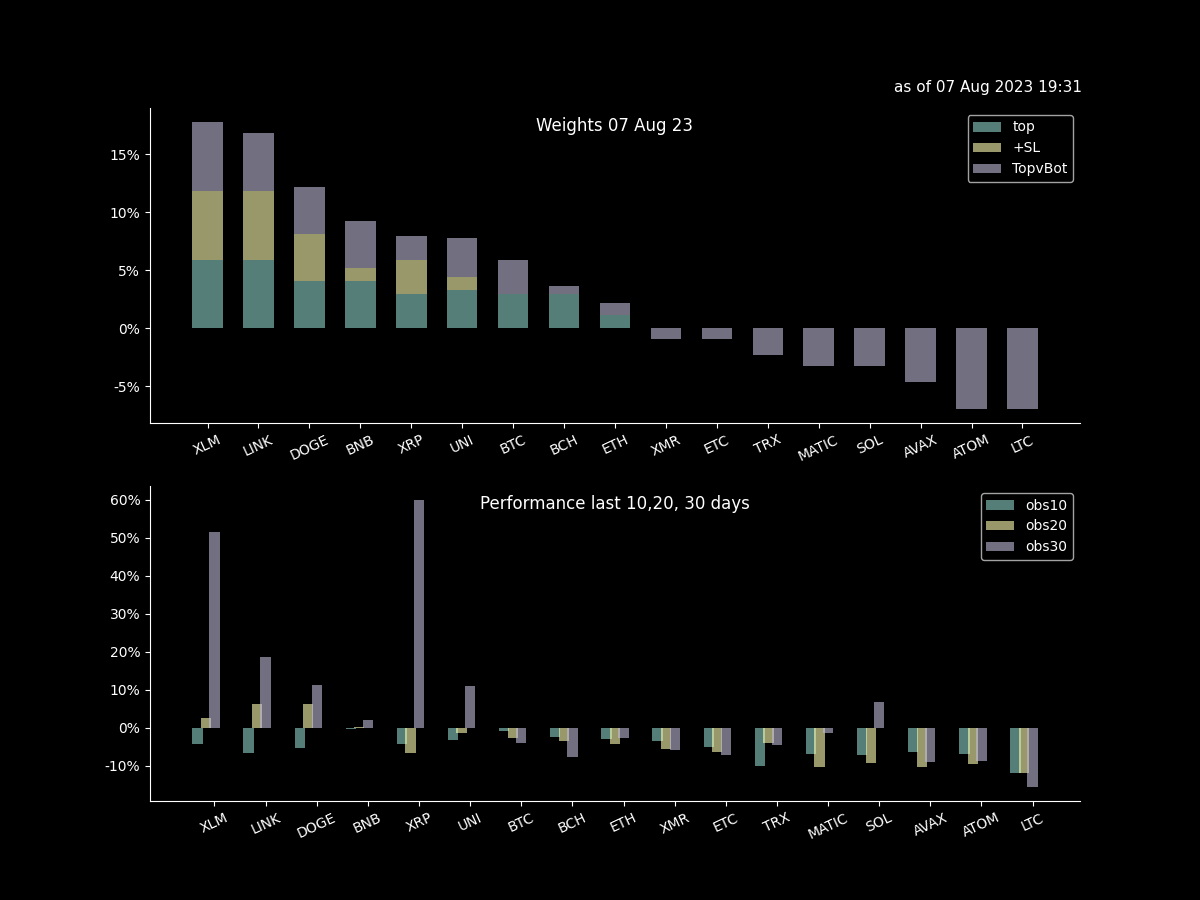 as of 07 Aug 2023 19:31
Weights 07 Aug 23
top
+SL
TopvBot
15%
10%
5%
0%
-5%
XLM LINK DOGE BNB XRP UNI BTC BCH ETH XMR ETC TRX MATIC SOL AVAX ATOM LTC
Performance last 10,20, 30 days
obs10
obs20
obs30
60%
50%
40%
30%
20%
10%
0%
-10%
XLM LINK DOGE BNB XRP UNI BTC BCH ETH XMR ETC TRX MATIC SOL AVAX ATOM LTC